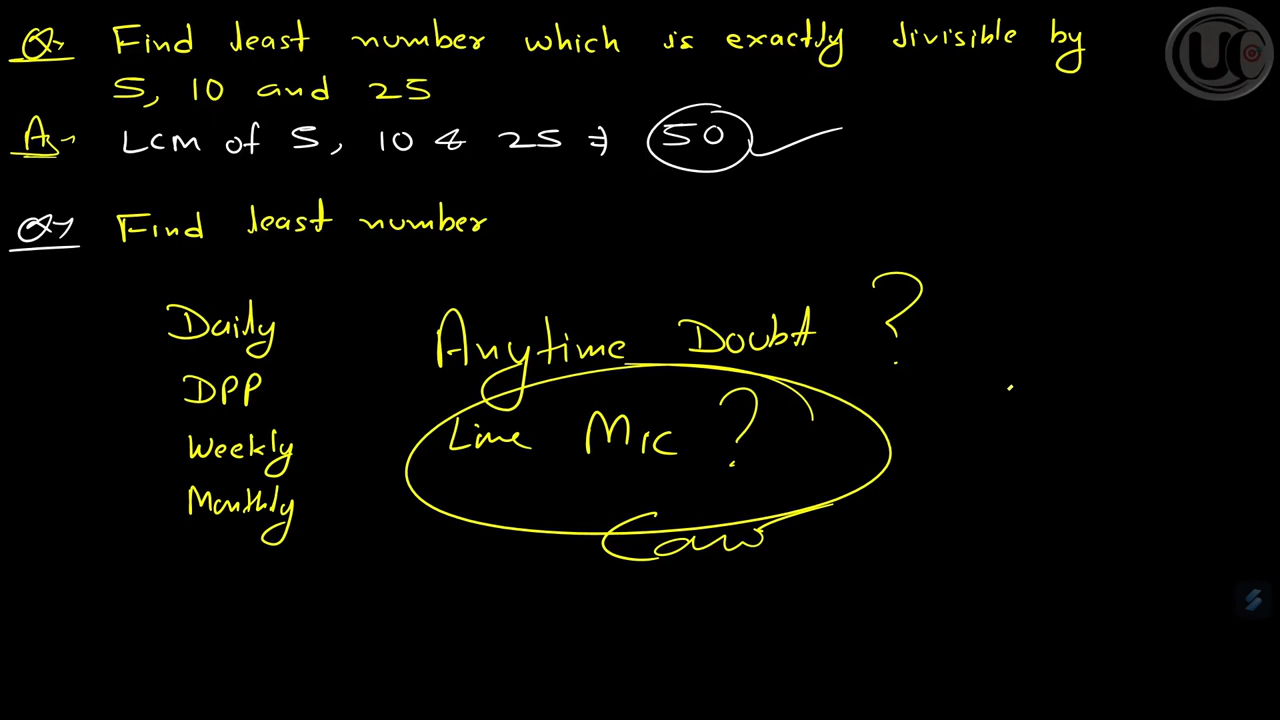 Q→ Find least number which is exactly divisible by
5, 10 and 25
A→ LCM of 5, 10 & 25 ⇒ 50
Q→ Find least number
Daily
Anytime Doubt ?
DPP
Weekly
Live Mic ?
Monthly
UC